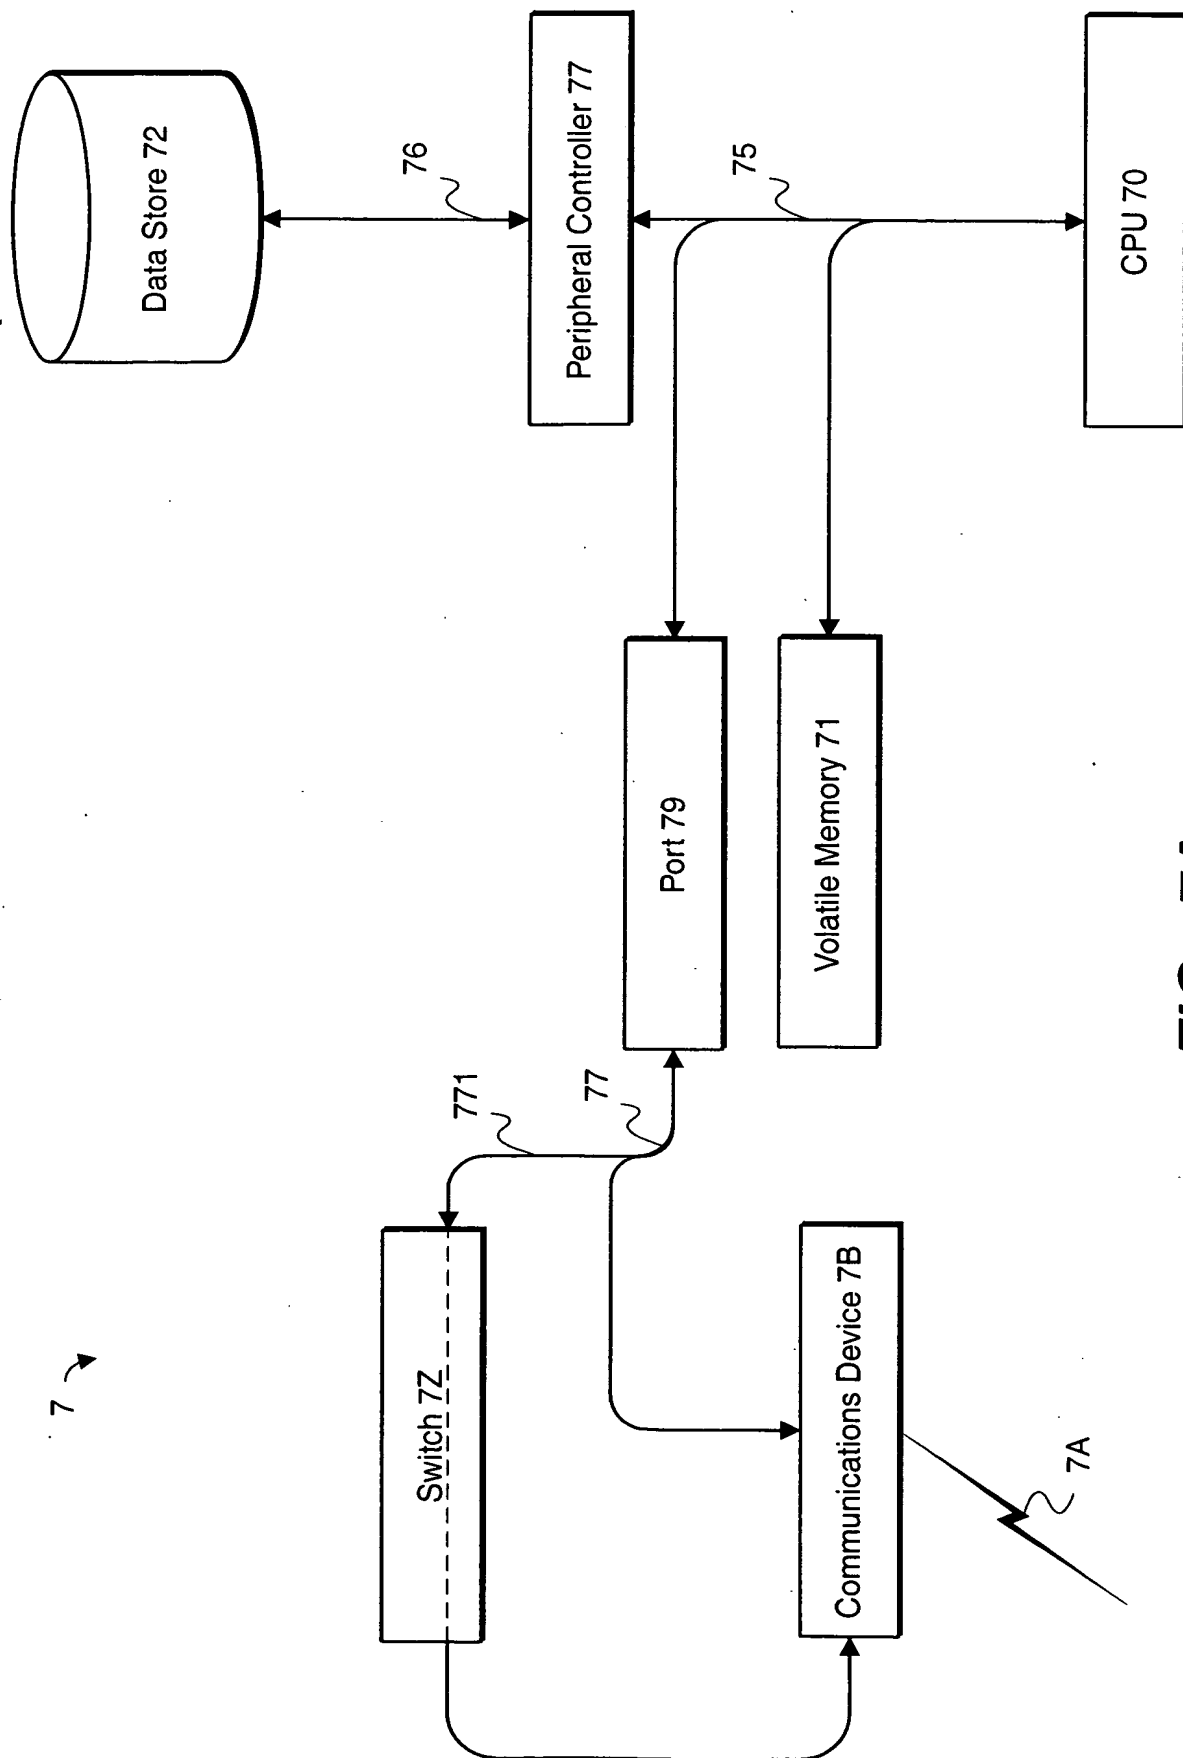 7
Data Store 72
76
Switch 7Z
771
Peripheral Controller 77
77
Port 79
75
Volatile Memory 71
Communications Device 7B
7A
CPU 70